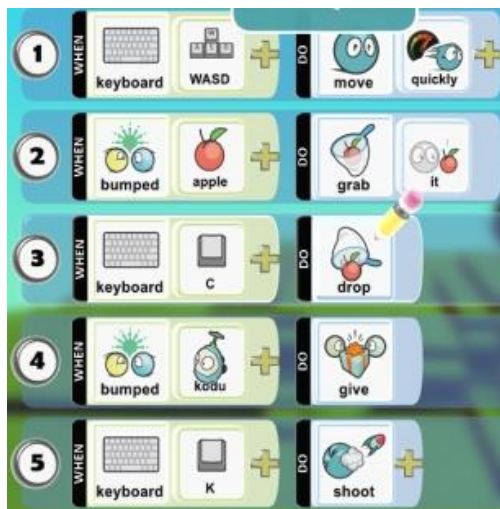 1 WHEN keyboard WASD DO move quickly
2 WHEN bumped apple DO grab it
3 WHEN keyboard C DO drop
4 WHEN bumped kodu DO give
5 WHEN keyboard K DO shoot